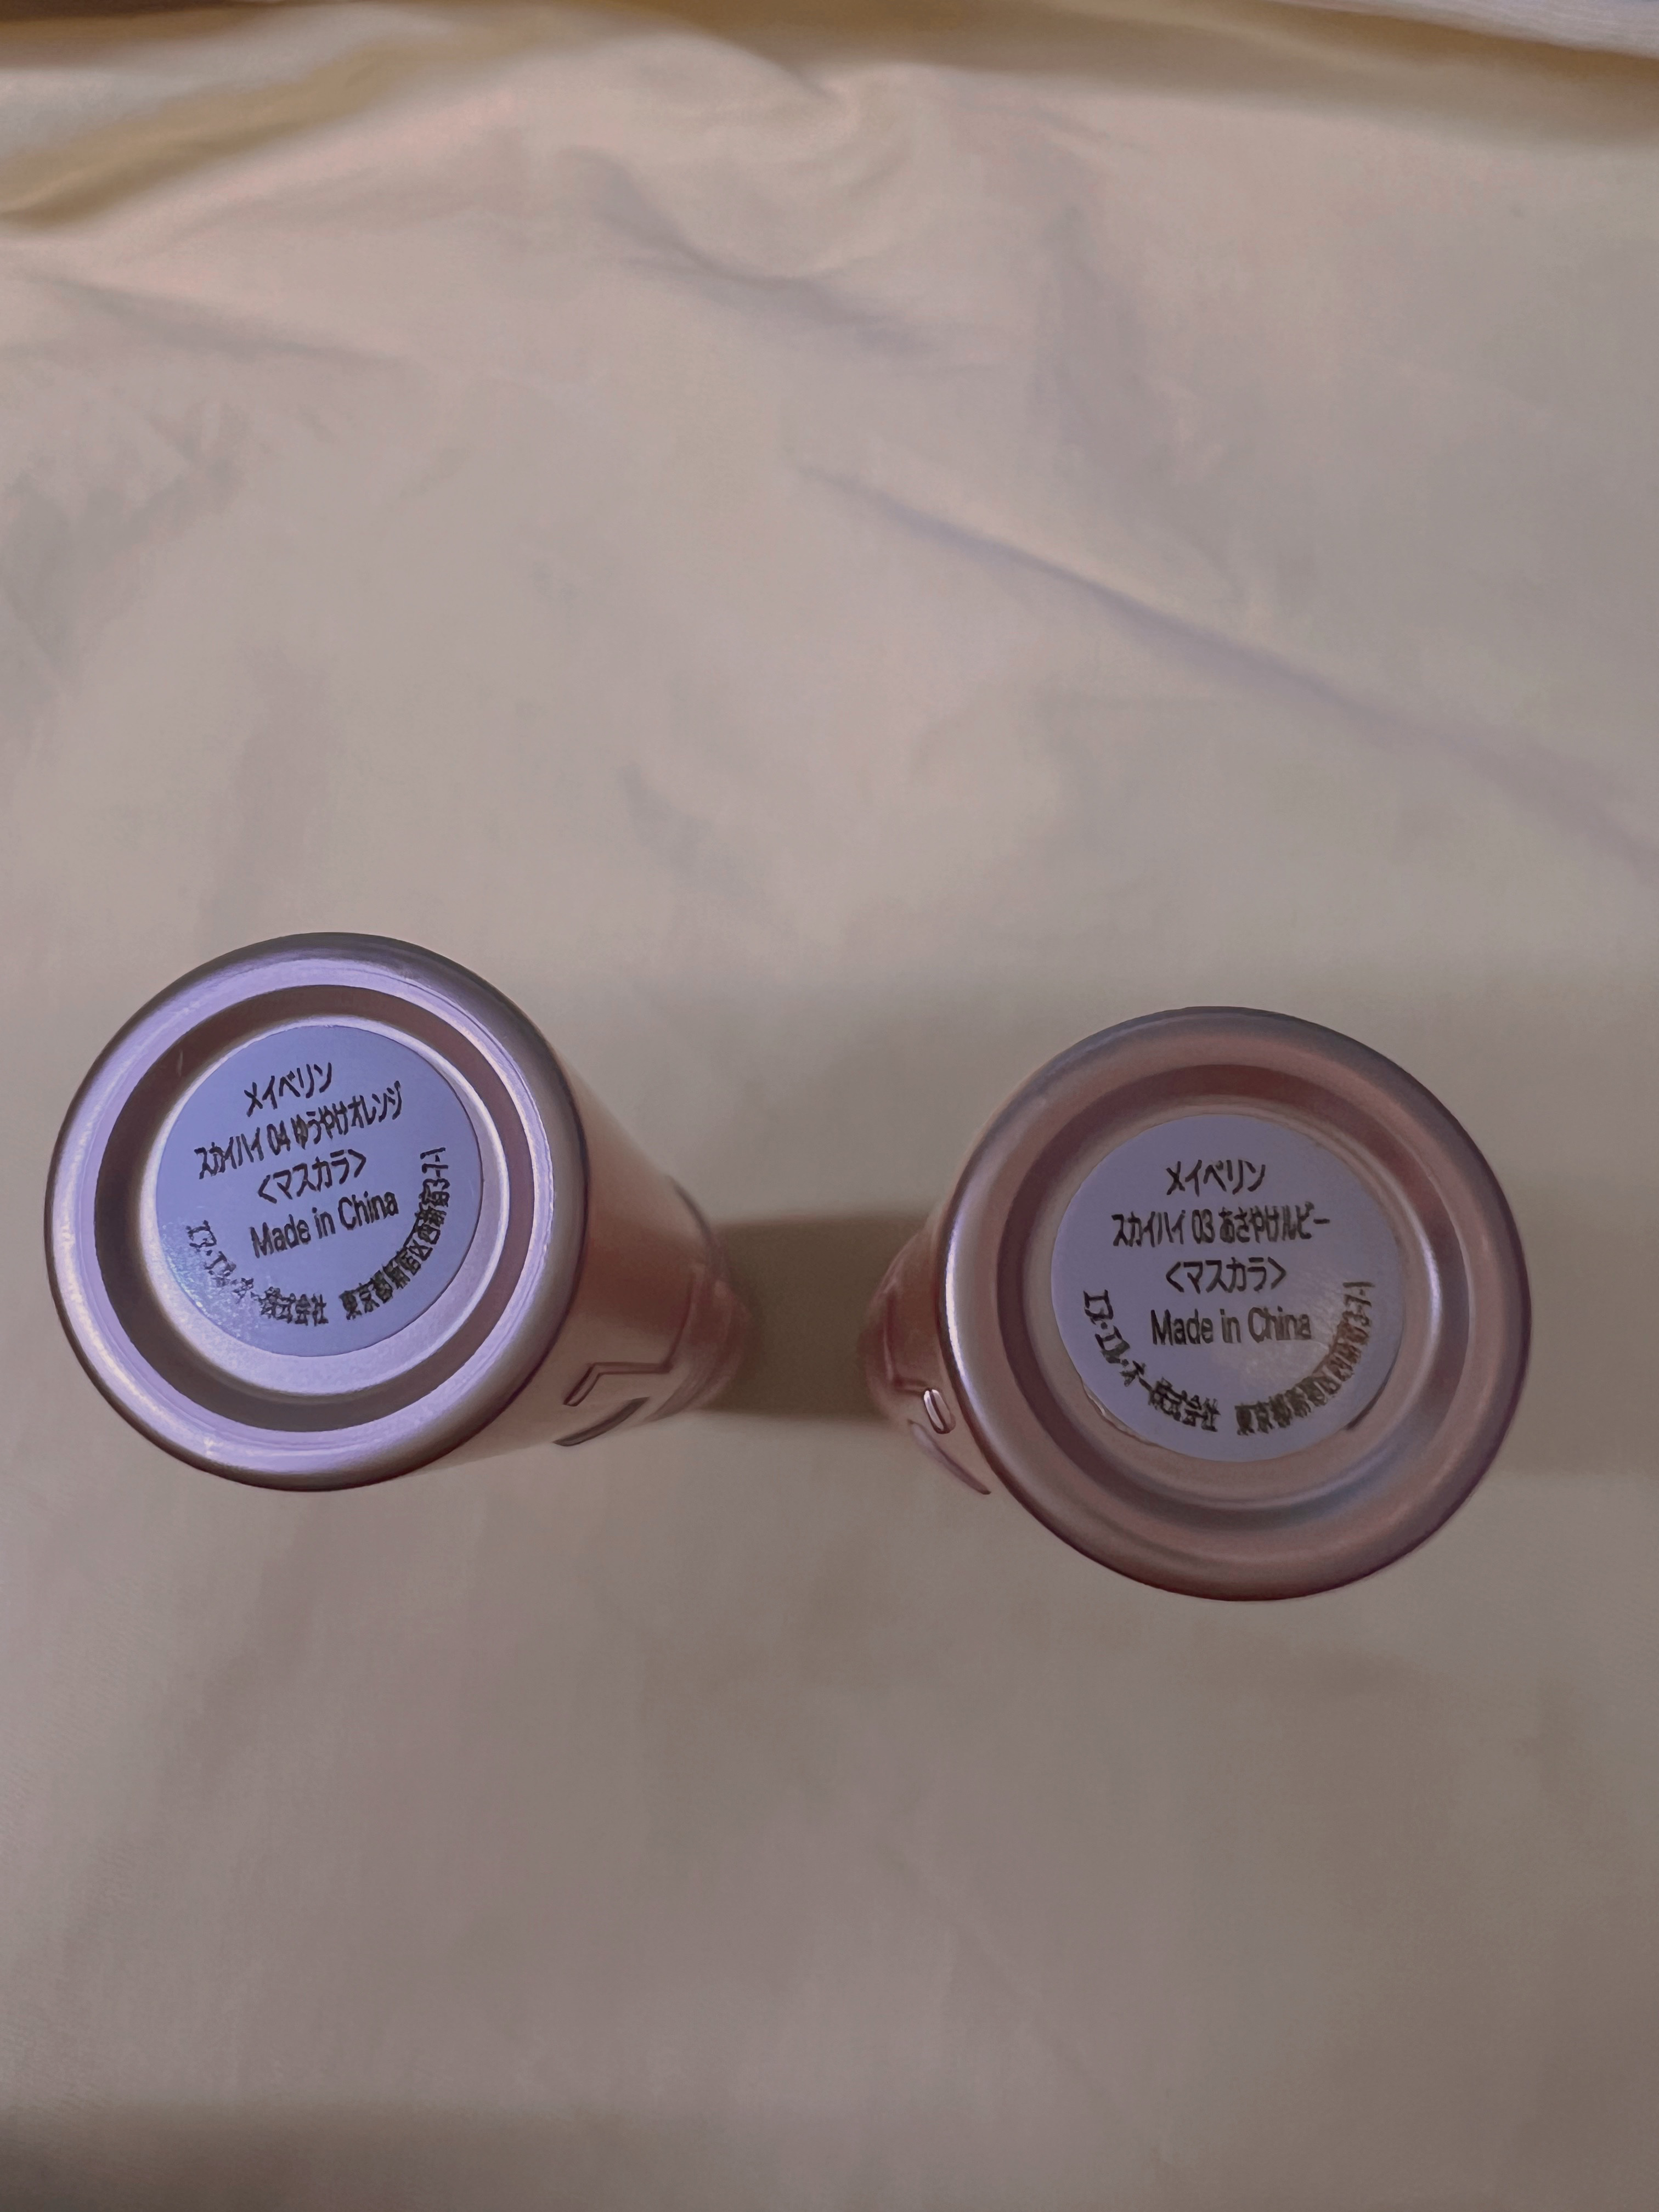 メイベリン
スカイハイ 04 ゆうやけオレンジ
<マスカラ>
Made in China
エヌ・エル・オー株式会社 東京都新宿区西新宿3-7-1
メイベリン
スカイハイ 03 あさやけルビー
<マスカラ>
Made in China
エヌ・エル・オー株式会社 東京都新宿区西新宿3-7-1